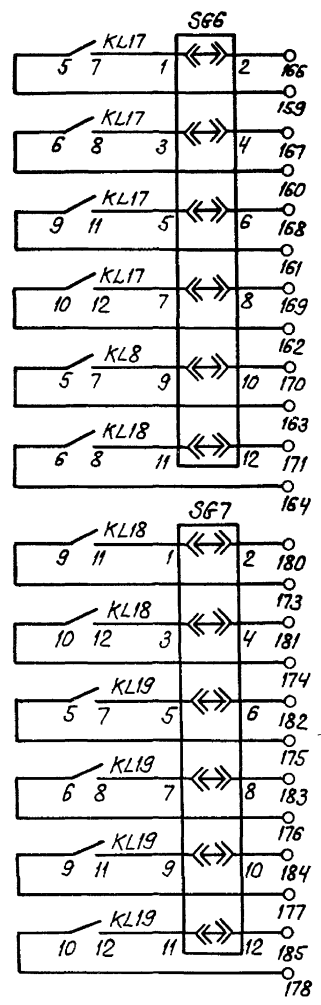 SG6
KL17
5 7 1 2 166
159
KL17
6 8 3 4 167
160
KL17
9 11 5 6 168
161
KL17
10 12 7 8 169
162
KL8
5 7 9 10 170
163
KL18
6 8 11 12 171
164
SG7
KL18
9 11 1 2 180
173
KL18
10 12 3 4 181
174
KL19
5 7 5 6 182
175
KL19
6 8 7 8 183
176
KL19
9 11 9 10 184
177
KL19
10 12 11 12 185
178